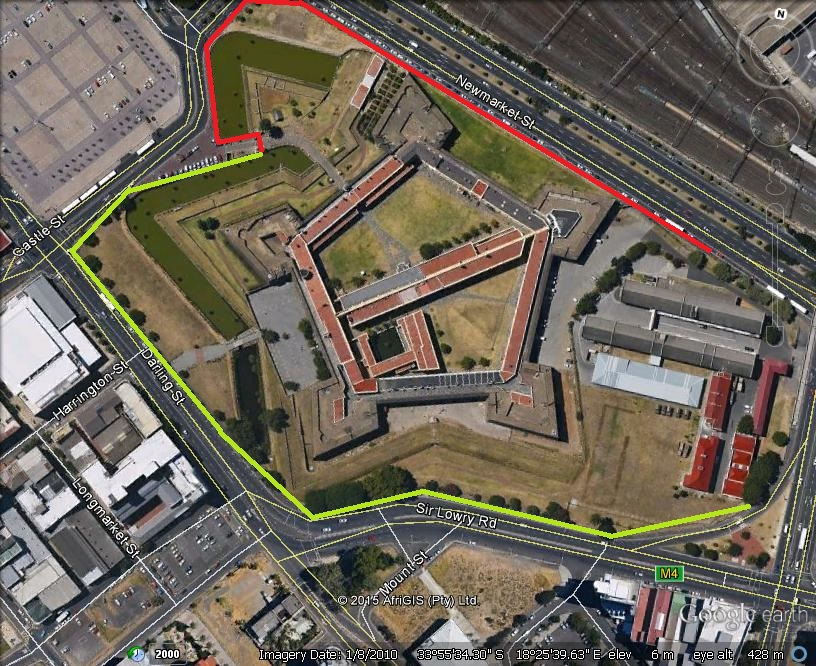 N
Newmarket-St
Castle-St
Harrington-St
Darling-St
Longmarket-St
Sir Lowry Rd
Mount-St
M4
© 2015 AfriGIS (Pty) Ltd.
Google earth
2000
Imagery Date: 1/8/2010 33°55'34.30" S 18°25'39.63" E elev 6 m eye alt 428 m